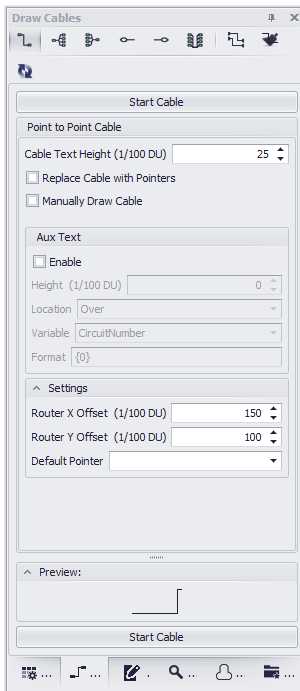 Draw Cables
Start Cable
Point to Point Cable
Cable Text Height (1/100 DU) 25
Replace Cable with Pointers
Manually Draw Cable
Aux Text
Enable
Height (1/100 DU) 0
Location Over
Variable CircuitNumber
Format {0}
Settings
Router X Offset (1/100 DU) 150
Router Y Offset (1/100 DU) 100
Default Pointer
Preview:
Start Cable
... ... . ... ... ...